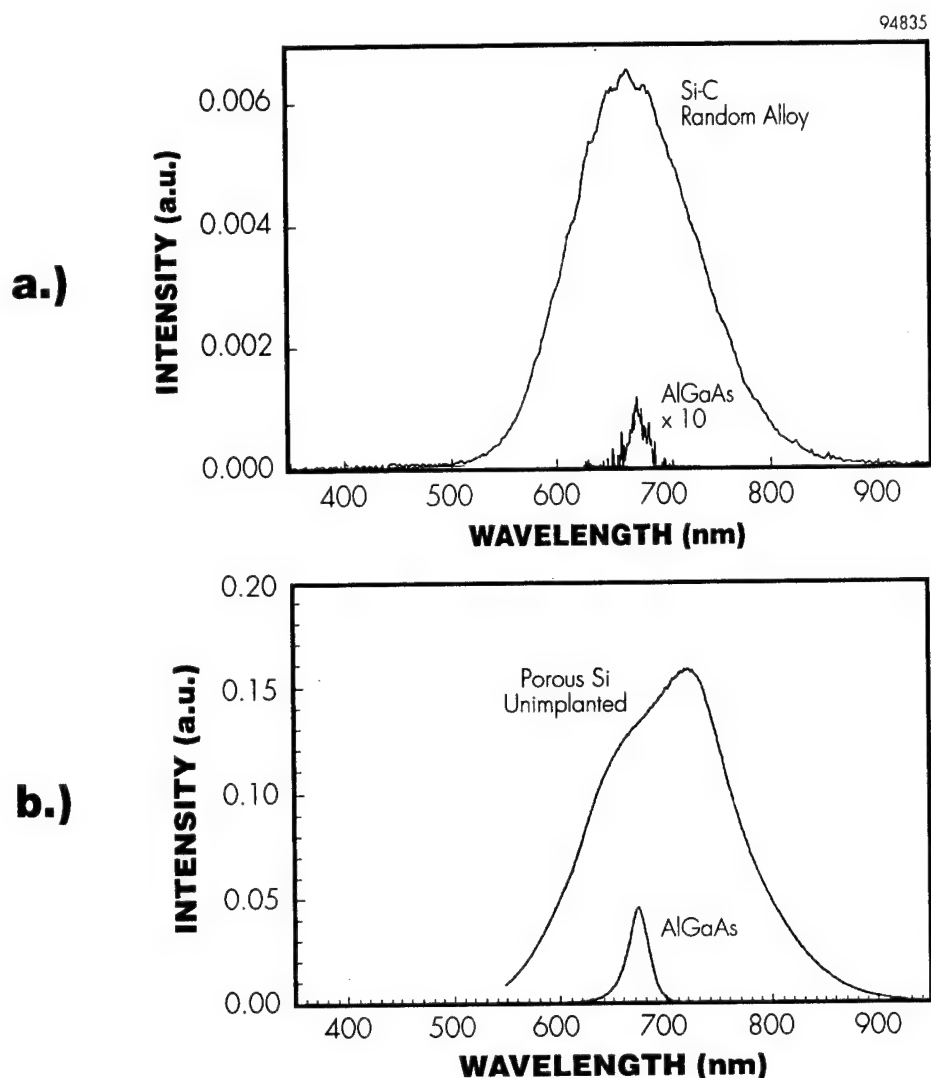 94835
a.)
INTENSITY (a.u.)
0.006
0.004
0.002
0.000
Si-C
Random Alloy
AlGaAs
x 10
400 500 600 700 800 900
WAVELENGTH (nm)
b.)
INTENSITY (a.u.)
0.20
0.15
0.10
0.05
0.00
Porous Si
Unimplanted
AlGaAs
400 500 600 700 800 900
WAVELENGTH (nm)